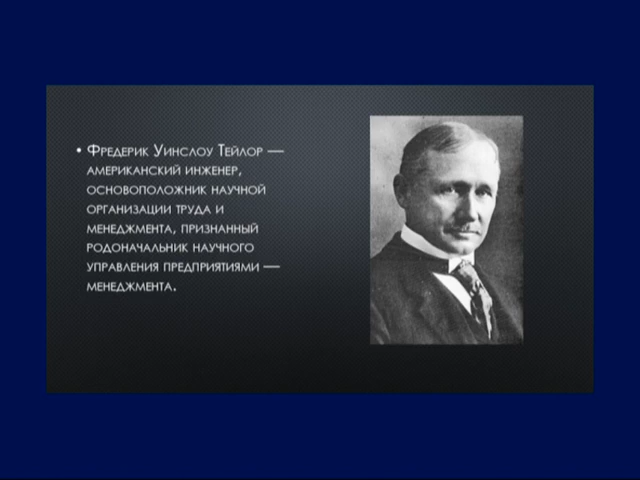 • Фредерик Уинслоу Тейлор —
американский инженер,
основоположник научной
организации труда и
менеджмента, признанный
родоначальник научного
управления предприятиями —
менеджмента.